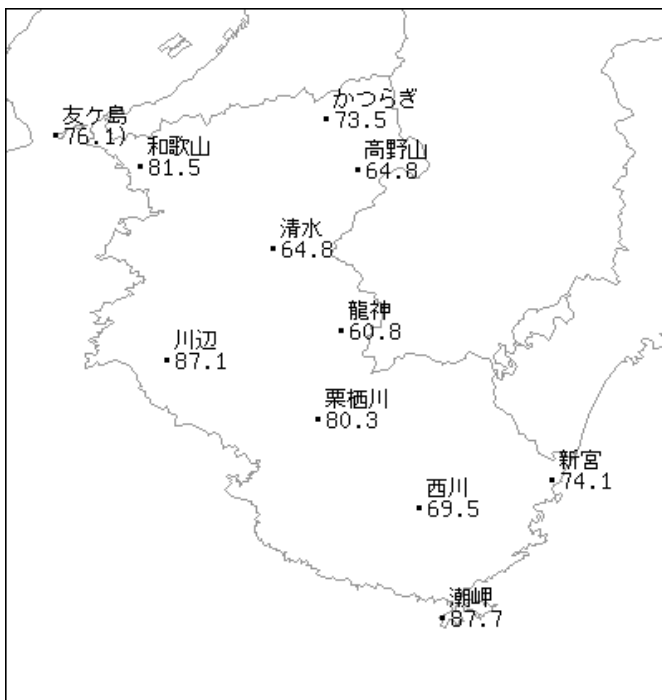 かつらぎ
73.5
友ケ島
76.1)
和歌山
81.5
高野山
64.8
清水
64.8
龍神
60.8
川辺
87.1
栗栖川
80.3
新宮
74.1
西川
69.5
潮岬
87.7